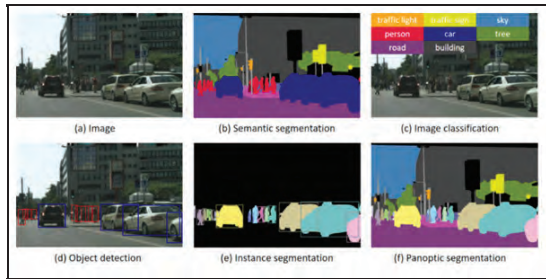 (a) Image
(b) Semantic segmentation
traffic light traffic sign sky
person car tree
road building
(c) Image classification
(d) Object detection
(e) Instance segmentation
(f) Panoptic segmentation